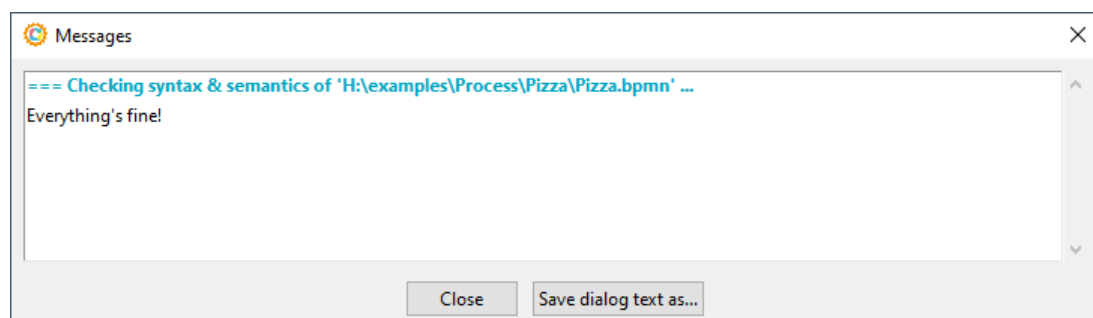 Messages
=== Checking syntax & semantics of 'H:\examples\Process\Pizza\Pizza.bpmn' ...
Everything's fine!
Close Save dialog text as...